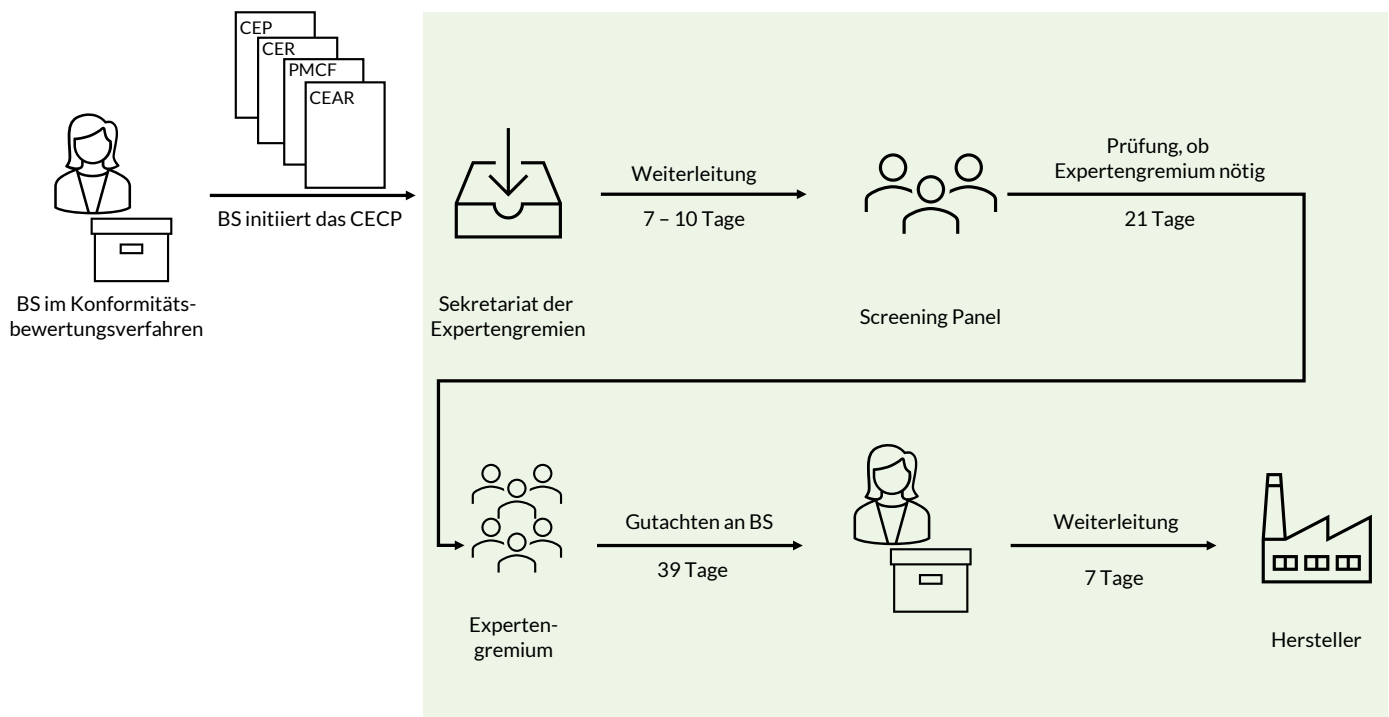 CEP
CER
PMCF
CEAR
BS initiiert das CECP
BS im Konformitäts-
bewertungsverfahren
Sekretariat der
Expertengremien
Weiterleitung
7 – 10 Tage
Screening Panel
Prüfung, ob
Expertengremium nötig
21 Tage
Experten-
gremium
Gutachten an BS
39 Tage
Weiterleitung
7 Tage
Hersteller